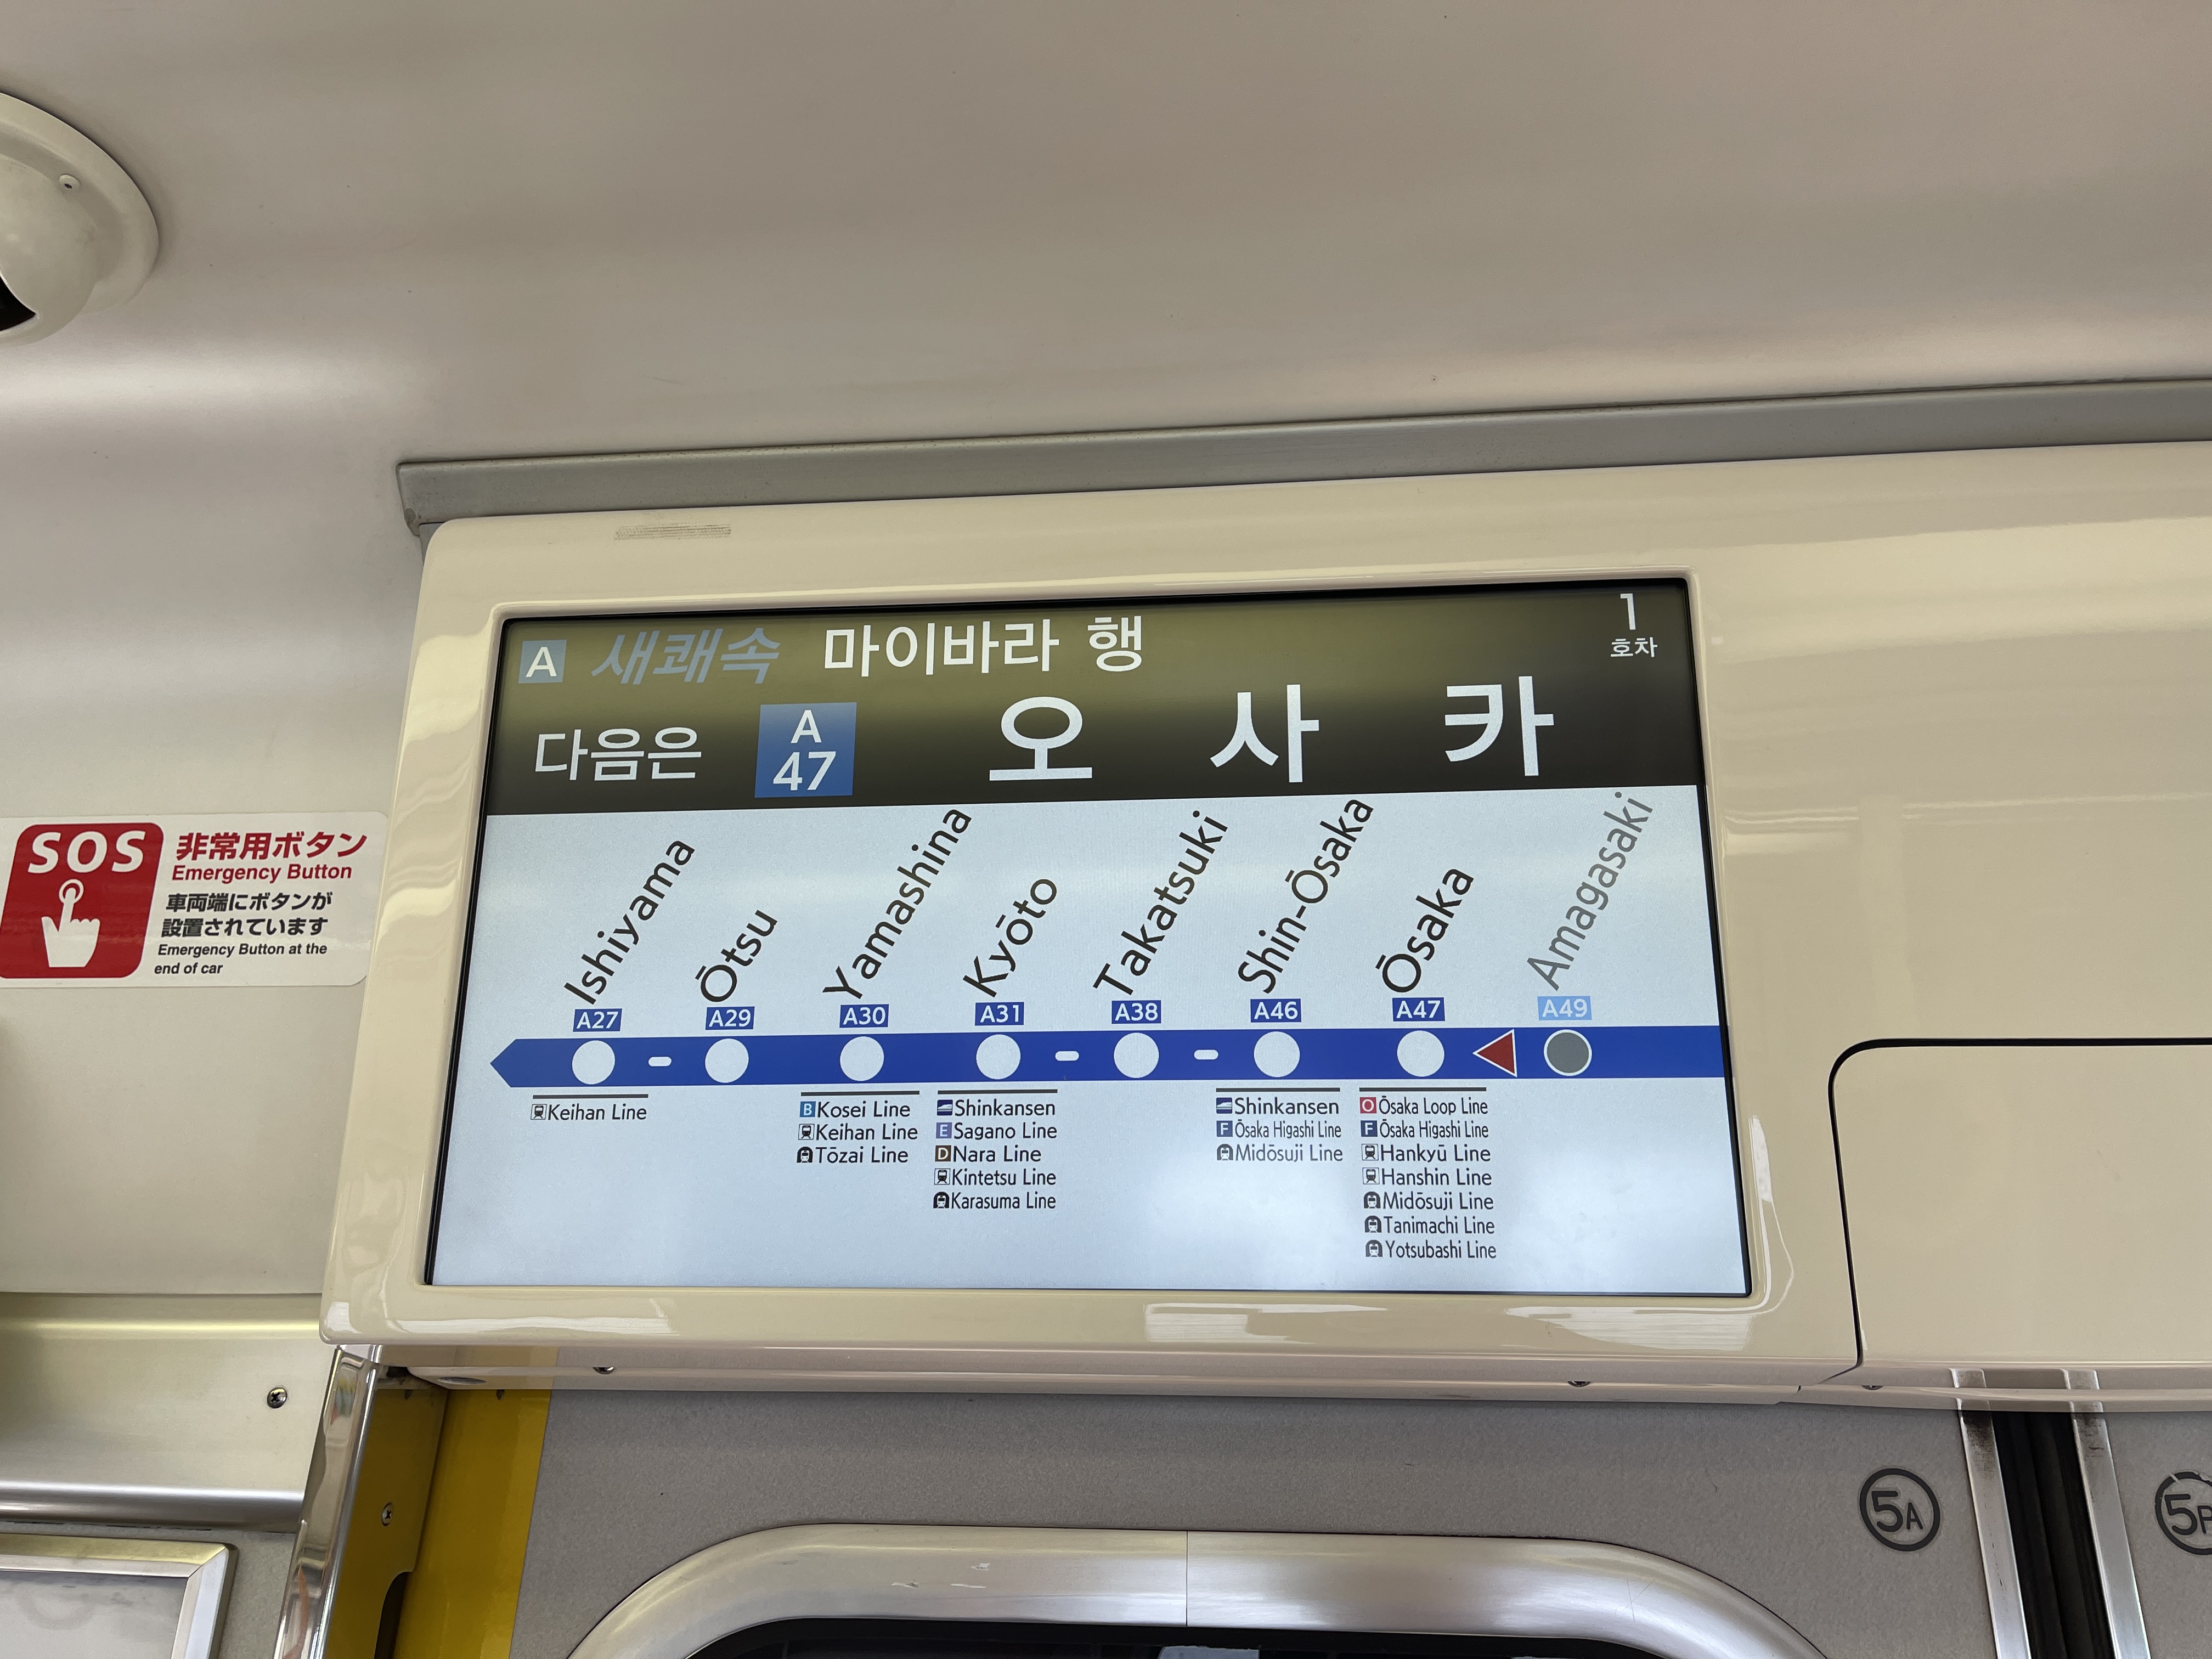 A 새쾌속 마이바라 행
1
호차
다음은 A 47 오 사 카
Ishiyama Ōtsu Yamashina Kyōto Takatsuki Shin-Ōsaka Ōsaka Amagasaki
A27 A29 A30 A31 A38 A46 A47 A49
Keihan Line
B Kosei Line
Keihan Line
Tōzai Line
Shinkansen
E Sagano Line
D Nara Line
Kintetsu Line
Karasuma Line
Shinkansen
F Ōsaka Higashi Line
Midōsuji Line
O Ōsaka Loop Line
F Ōsaka Higashi Line
Hankyū Line
Hanshin Line
Midōsuji Line
Tanimachi Line
Yotsubashi Line
SOS
非常用ボタン
Emergency Button
車両端にボタンが
設置されています
Emergency Button at the
end of car
5A